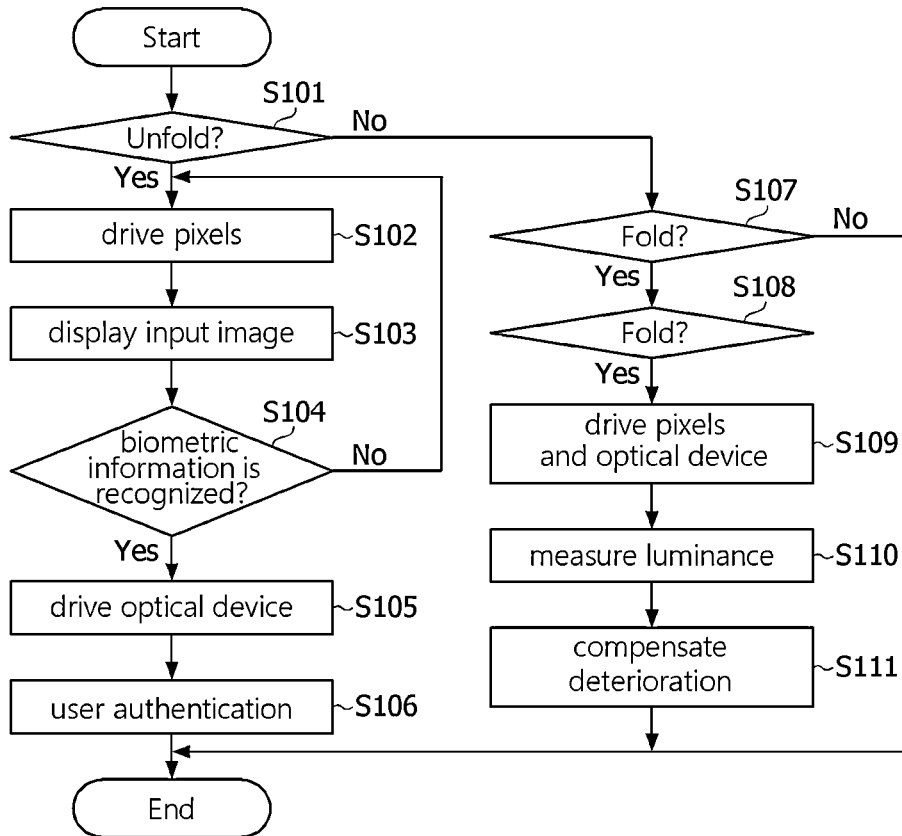 Start
S101
Unfold?
No
Yes
drive pixels
S102
display input image
S103
S104
biometric
information is
recognized?
No
Yes
drive optical device
S105
user authentication
S106
End
S107
Fold?
No
Yes
S108
Fold?
Yes
drive pixels
and optical device
S109
measure luminance
S110
compensate
deterioration
S111